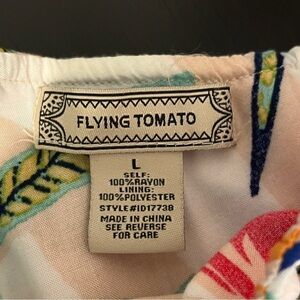 FLYING TOMATO
L
SELF:
100%RAYON
LINING:
100%POLYESTER
STYLE#ID17738
MADE IN CHINA
SEE REVERSE
FOR CARE